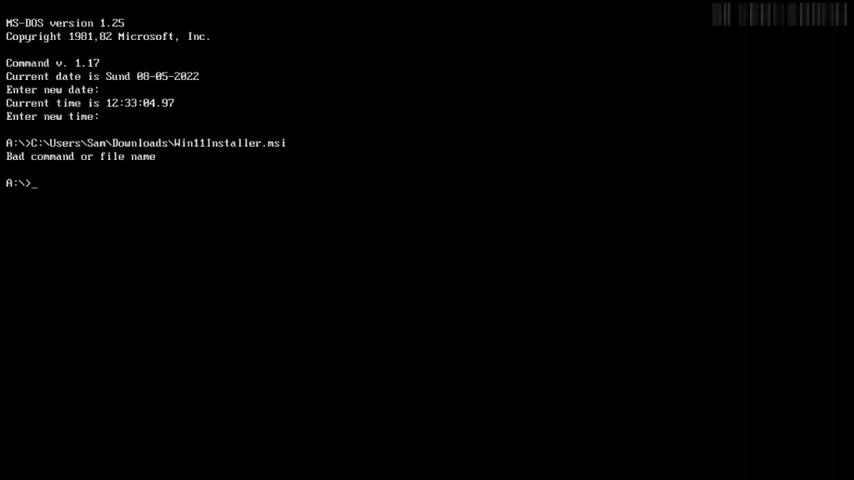 MS-DOS version 1.25
Copyright 1981,82 Microsoft, Inc.
Command v. 1.17
Current date is Sund 08-05-2022
Enter new date:
Current time is 12:33:04.97
Enter new time:
A:\>C:\Users\Sam\Downloads\Win11Installer.msi
Bad command or file name
A:\>_